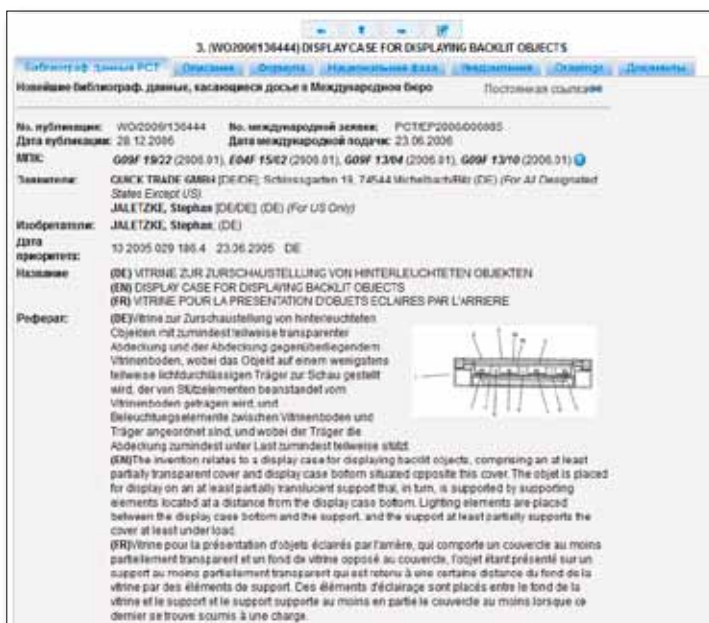 3. (WO2006136444) DISPLAY CASE FOR DISPLAYING BACKLIT OBJECTS
Библиограф. данные PCT Описание Формула Национальная фаза Уведомления Drawings Документы
Новейшие библиограф. данные, касающиеся досье в Международное бюро Постоянная ссылка
No. публикации: WO/2006/136444 No. международной заявки: PCT/EP2006/006085
Дата публикации: 28.12.2006 Дата международной подачи: 23.06.2006
МПК: G09F 19/22 (2006.01), E04F 15/02 (2006.01), G09F 13/04 (2006.01), G09F 13/10 (2006.01)
Заявители: QUICK TRADE GMBH [DE/DE]; Schlossgarten 19, 74544 Michelbach/Bilz (DE) (For All Designated
States Except US).
JALETZKE, Stephan [DE/DE]; (DE) (For US Only)
Изобретатели: JALETZKE, Stephan; (DE)
Дата
приоритета: 10 2005 029 186.4 23.06.2005 DE
Название (DE) VITRINE ZUR ZURSCHAUSTELLUNG VON HINTERLEUCHTETEN OBJEKTEN
(EN) DISPLAY CASE FOR DISPLAYING BACKLIT OBJECTS
(FR) VITRINE POUR LA PRESENTATION D'OBJETS ECLAIRES PAR L'ARRIERE
Реферат: (DE)Vitrine zur Zurschaustellung von hinterleuchteten
Objekten mit zumindest teilweise transparenter
Abdeckung und der Abdeckung gegenüberliegendem
Vitrinenboden, wobei das Objekt auf einem wenigstens
teilweise lichtdurchlässigen Träger zur Schau gestellt
wird, der von Stützelementen beanstandet vom
Vitrinenboden getragen wird, und
Beleuchtungselemente zwischen Vitrinenboden und
Träger angeordnet sind, und wobei der Träger die
Abdeckung zumindest unter Last zumindest teilweise stützt.
(EN)The invention relates to a display case for displaying backlit objects, comprising an at least
partially transparent cover and display case bottom situated opposite this cover. The objet is placed
for display on an at least partially translucent support that, in turn, is supported by supporting
elements located at a distance from the display case bottom. Lighting elements are placed
between the display case bottom and the support, and the support at least partially supports the
cover at least under load.
(FR)Vitrine pour la présentation d'objets éclairés par l'arrière, qui comporte un couvercle au moins
partiellement transparent et un fond de vitrine opposé au couvercle, l'objet étant présenté sur un
support au moins partiellement transparent qui est retenu à une certaine distance du fond de la
vitrine par des éléments de support. Des éléments d'éclairage sont placés entre le fond de la
vitrine et le support et le support supporte au moins en partie le couvercle au moins lorsque ce
dernier se trouve soumis à une charge.